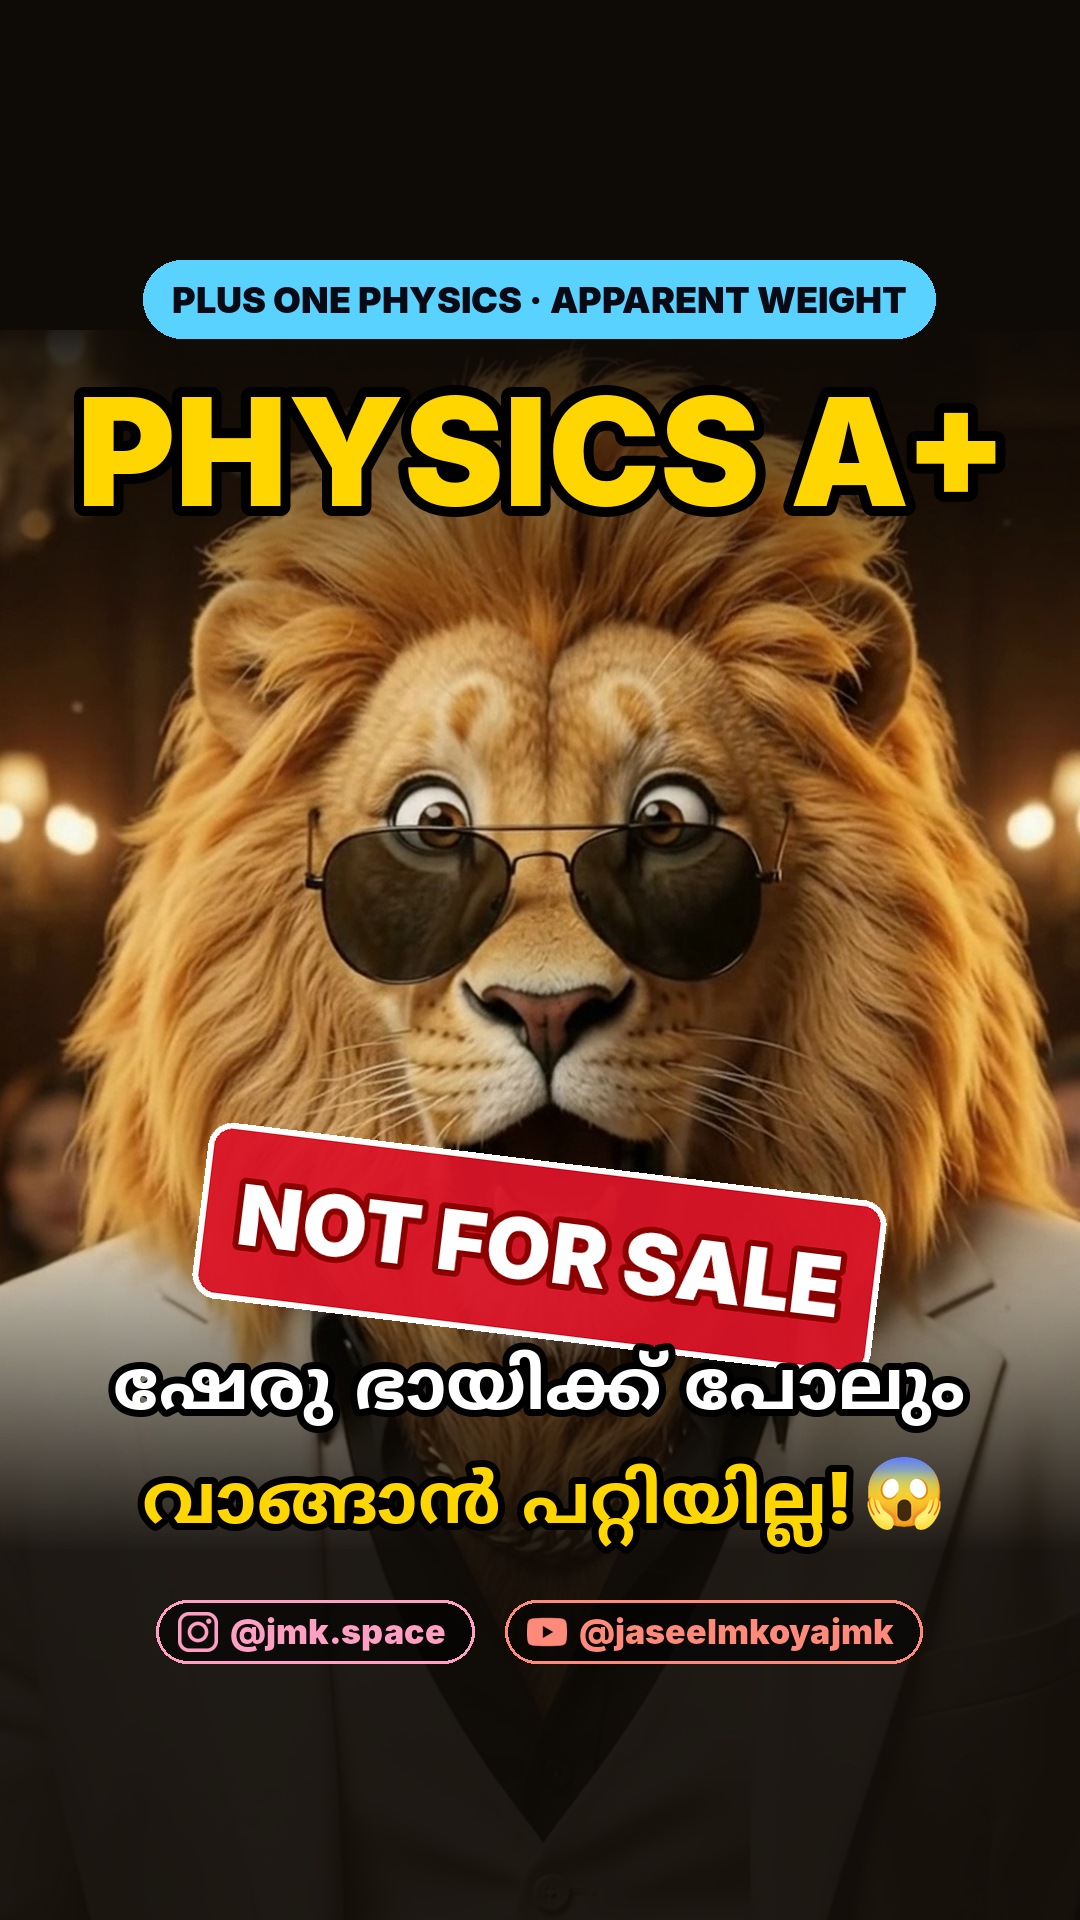 PLUS ONE PHYSICS · APPARENT WEIGHT
PHYSICS A+
NOT FOR SALE
ഷേരു ഭായിക്ക് പോലും
വാങ്ങാൻ പറ്റിയില്ല! 😱
@jmk.space
@jaseelmkoyajmk